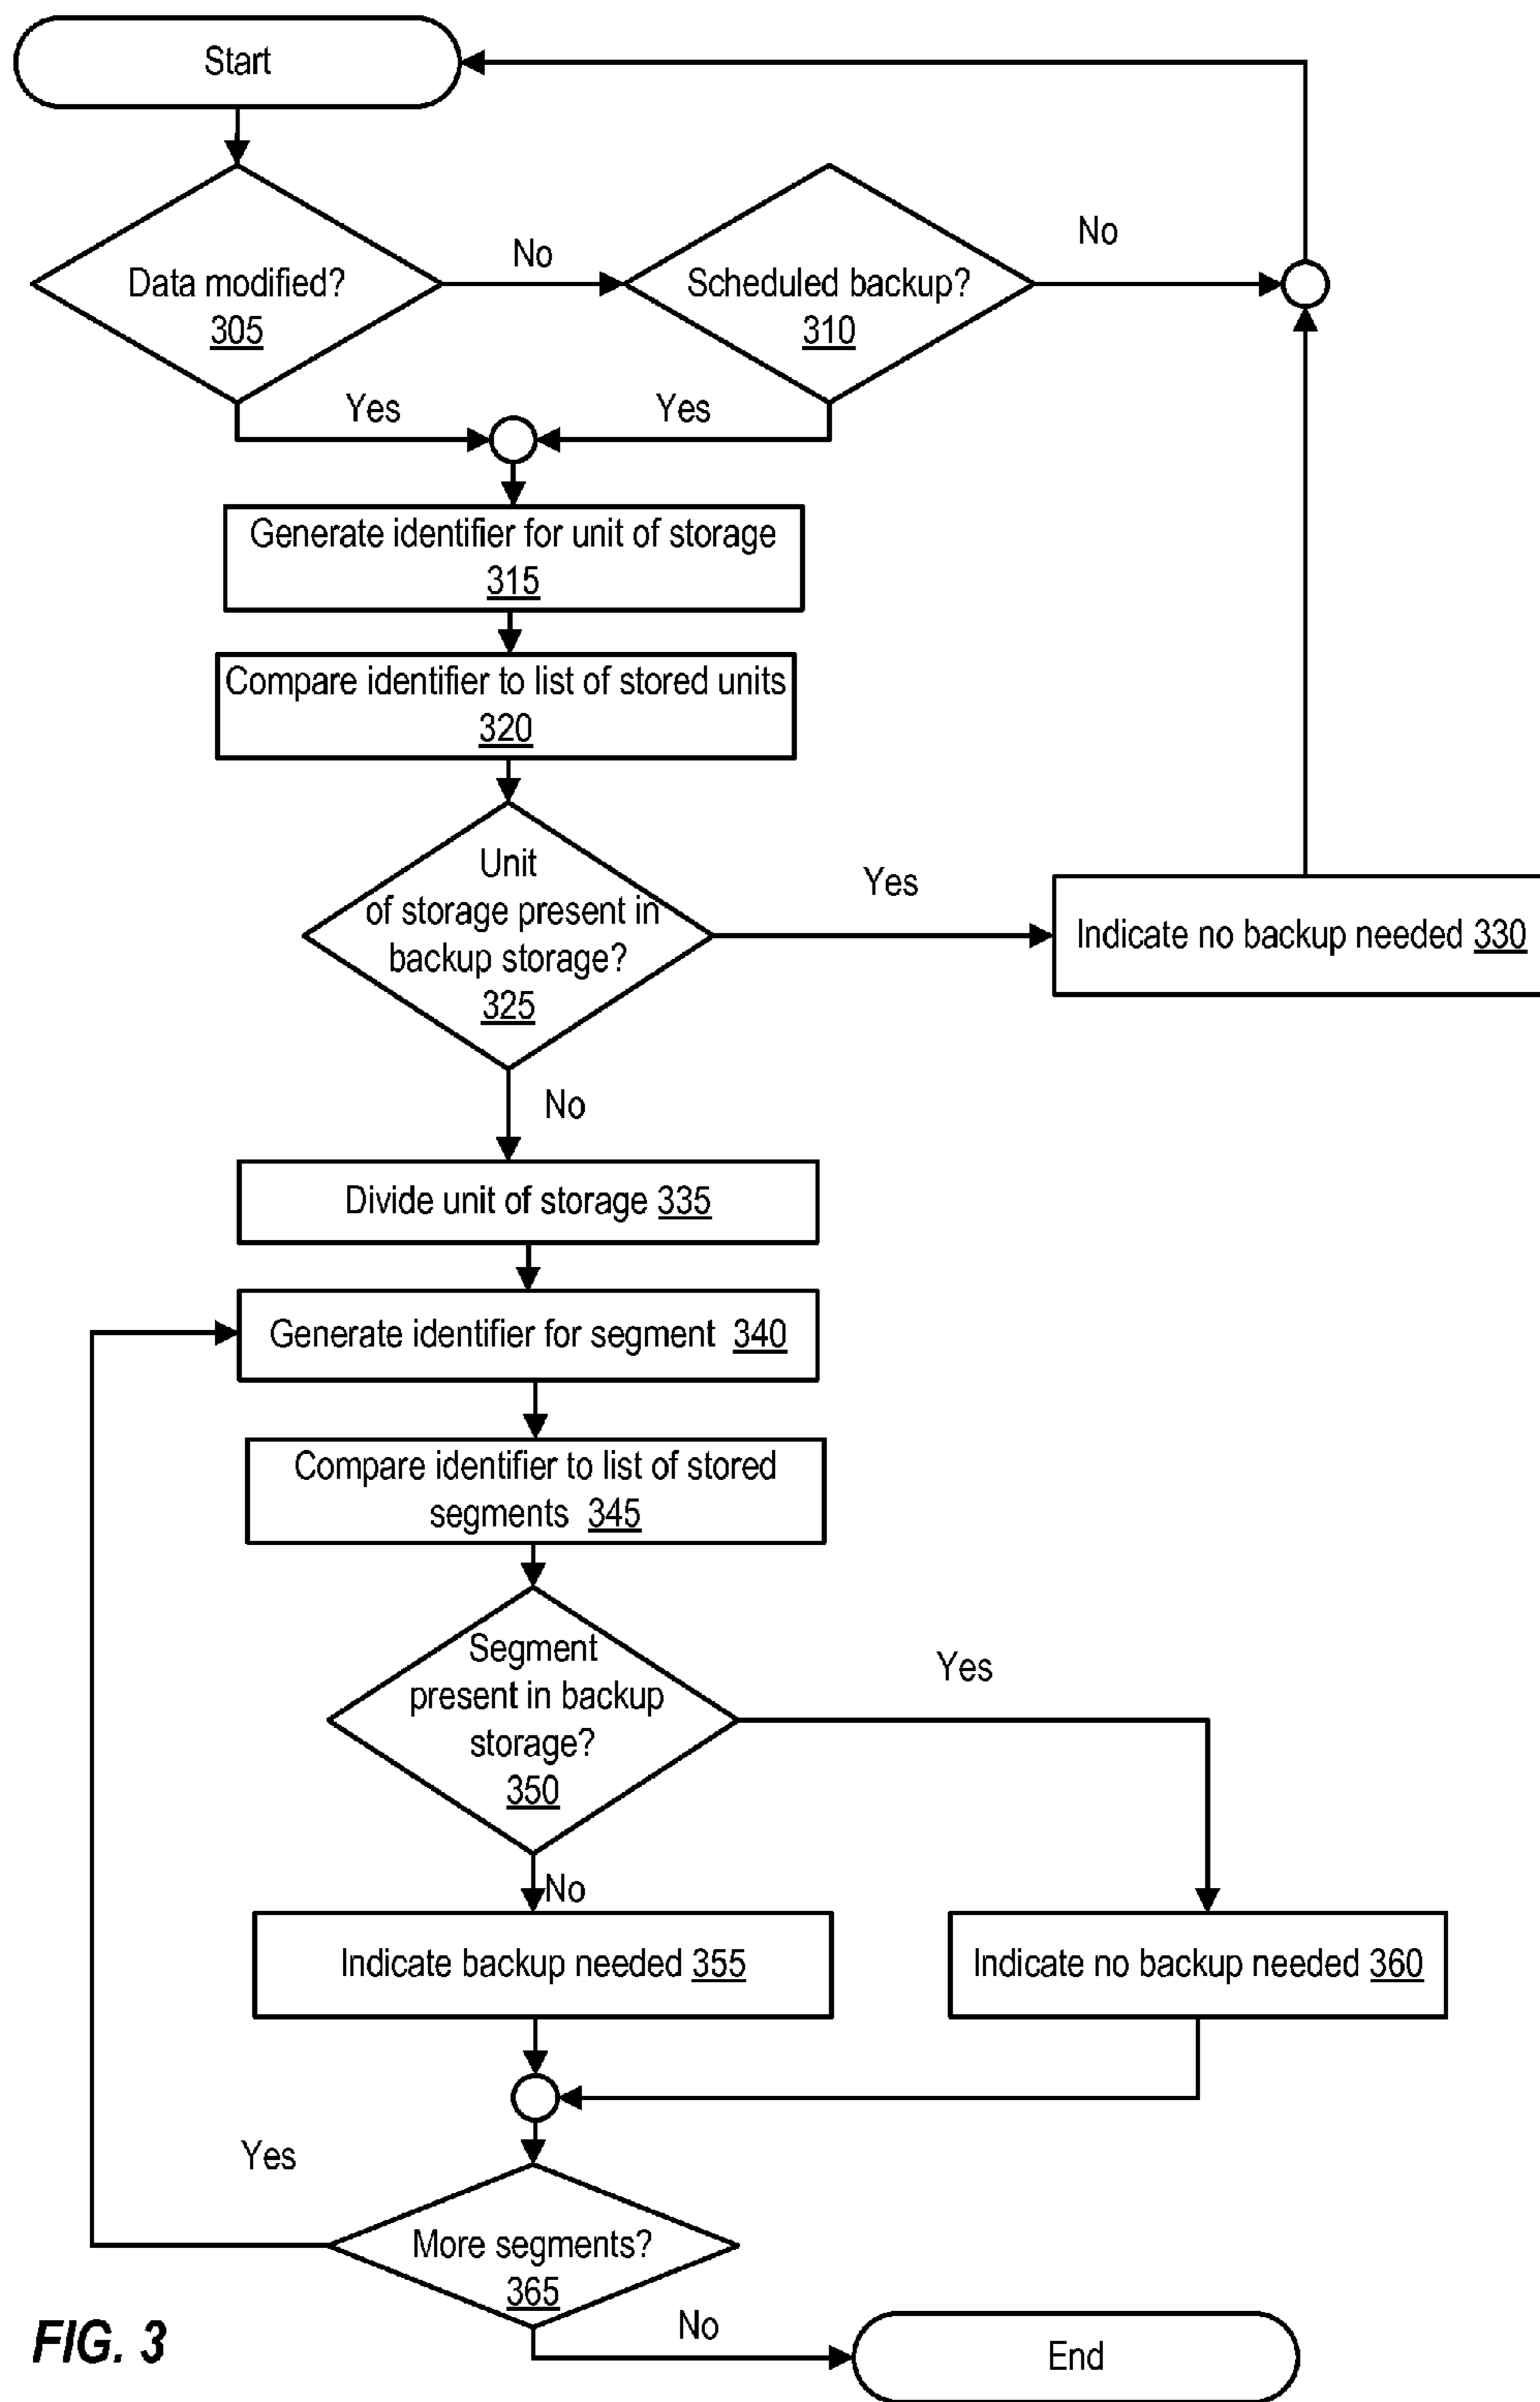 Start
Data modified?
305
No
Scheduled backup?
310
No
Yes
Yes
Generate identifier for unit of storage
315
Compare identifier to list of stored units
320
Unit
of storage present in
backup storage?
325
Yes
Indicate no backup needed 330
No
Divide unit of storage 335
Generate identifier for segment 340
Compare identifier to list of stored
segments 345
Segment
present in backup
storage?
350
Yes
No
Indicate backup needed 355
Indicate no backup needed 360
Yes
More segments?
365
No
End
FIG. 3